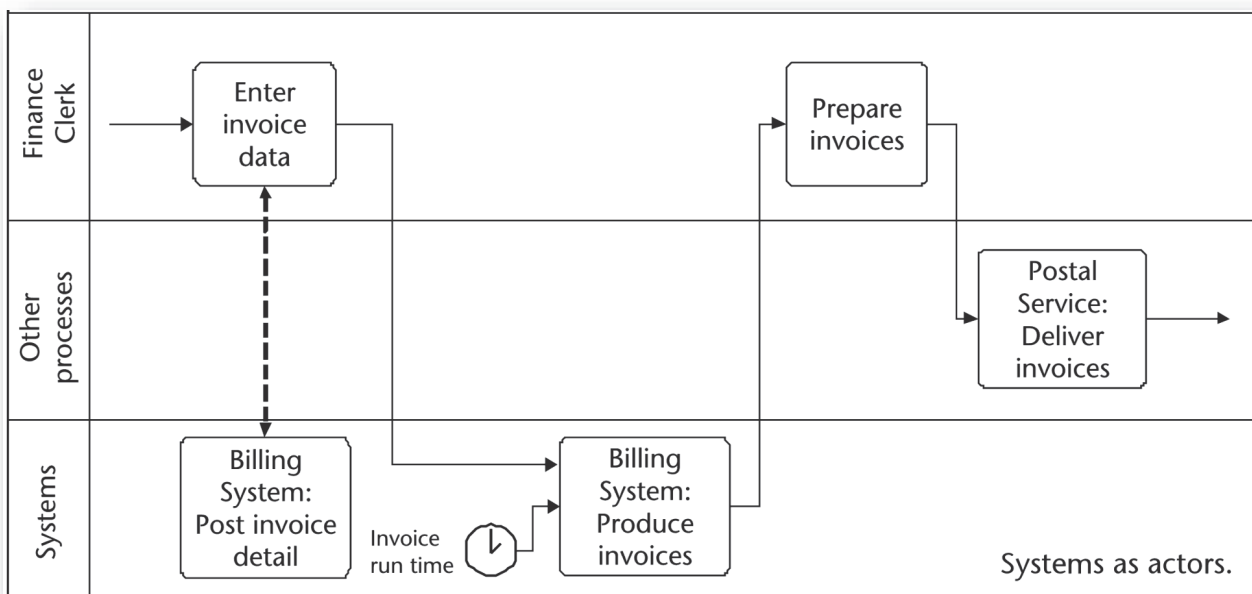 Finance
Clerk
Enter
invoice
data
Prepare
invoices
Other
processes
Postal
Service:
Deliver
invoices
Systems
Billing
System:
Post invoice
detail
Invoice
run time
Billing
System:
Produce
invoices
Systems as actors.